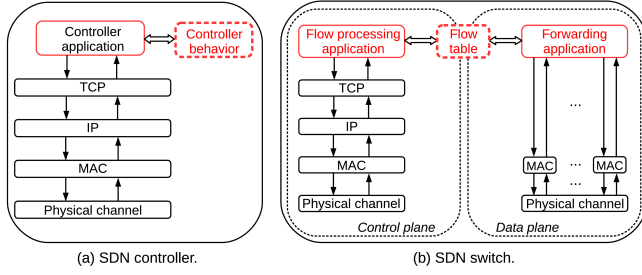 Controller
application
Controller
behavior
TCP
IP
MAC
Physical channel
(a) SDN controller.
Flow processing
application
Flow
table
Forwarding
application
TCP
IP
MAC
Physical channel
Control plane
...
MAC
...
MAC
...
Physical channel
Data plane
(b) SDN switch.